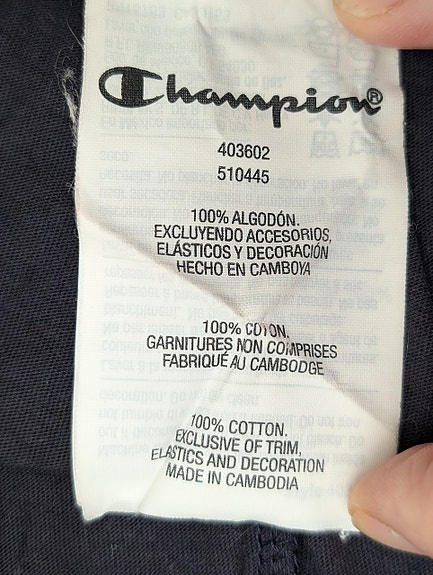 Champion®
403602
510445
100% ALGODÓN.
EXCLUYENDO ACCESORIOS,
ELÁSTICOS Y DECORACIÓN
HECHO EN CAMBOYA
100% COTON.
GARNITURES NON COMPRISES
FABRIQUÉ AU CAMBODGE
100% COTTON.
EXCLUSIVE OF TRIM,
ELASTICS AND DECORATION
MADE IN CAMBODIA